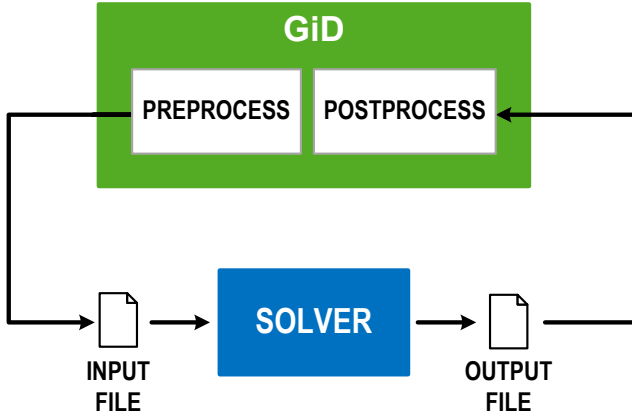 GiD
PREPROCESS
POSTPROCESS
SOLVER
INPUT
FILE
OUTPUT
FILE